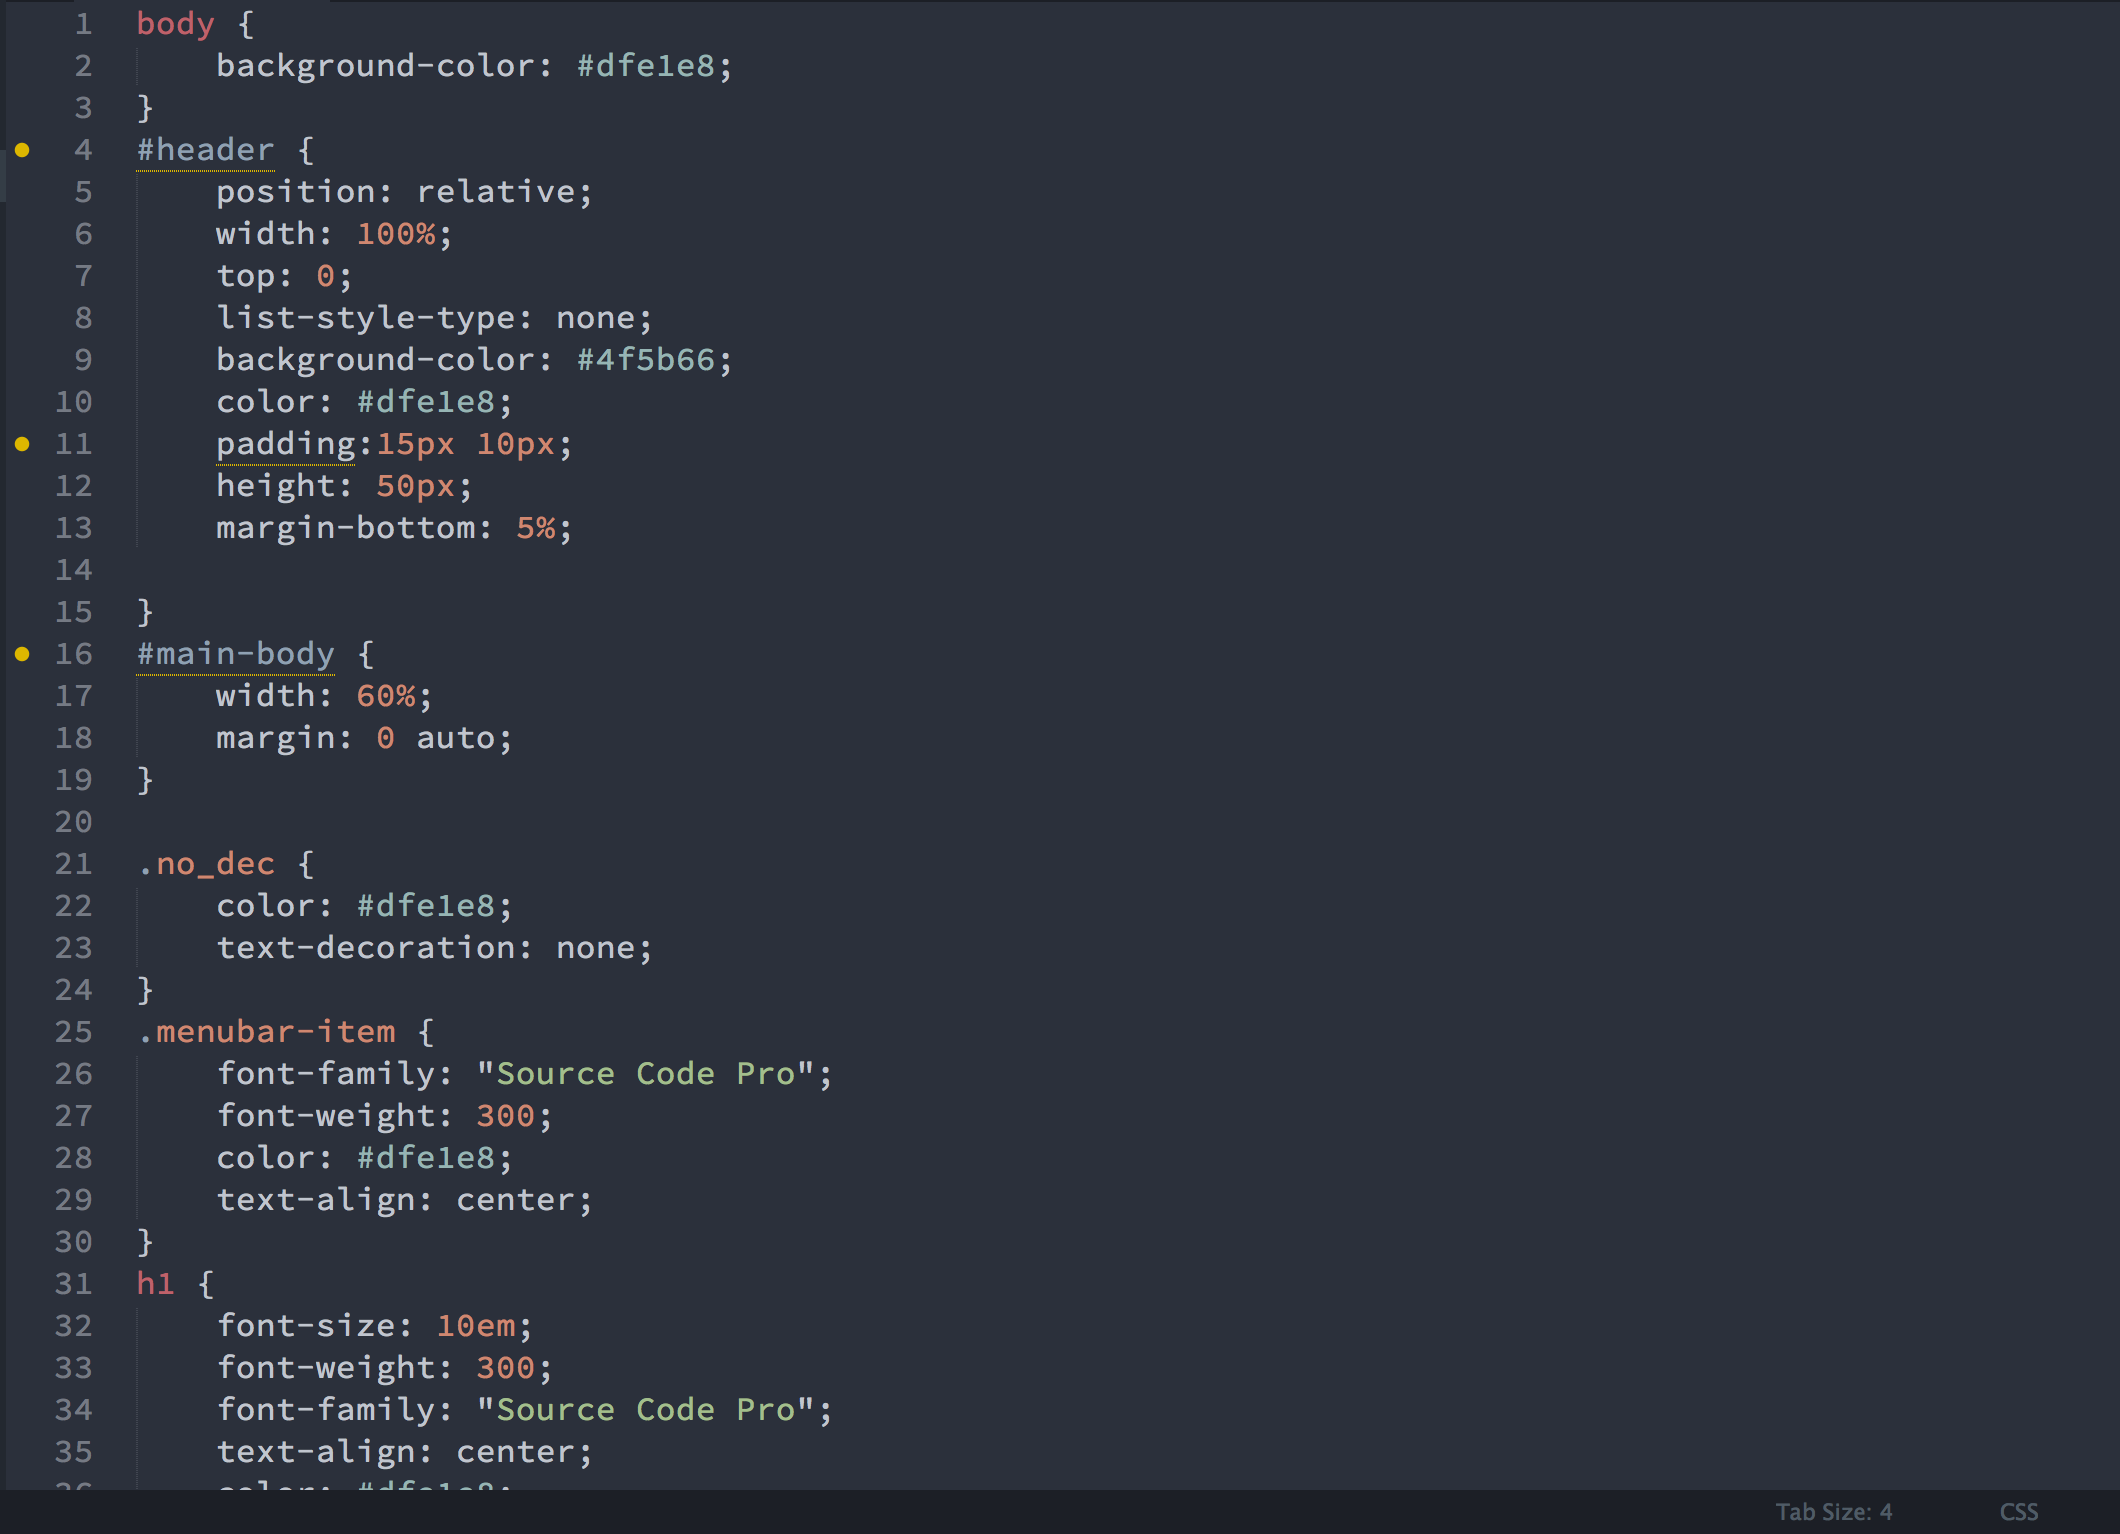 1 body {
2 background-color: #dfe1e8;
3 }
4 #header {
5 position: relative;
6 width: 100%;
7 top: 0;
8 list-style-type: none;
9 background-color: #4f5b66;
10 color: #dfe1e8;
11 padding:15px 10px;
12 height: 50px;
13 margin-bottom: 5%;
14
15 }
16 #main-body {
17 width: 60%;
18 margin: 0 auto;
19 }
20
21 .no_dec {
22 color: #dfe1e8;
23 text-decoration: none;
24 }
25 .menubar-item {
26 font-family: "Source Code Pro";
27 font-weight: 300;
28 color: #dfe1e8;
29 text-align: center;
30 }
31 h1 {
32 font-size: 10em;
33 font-weight: 300;
34 font-family: "Source Code Pro";
35 text-align: center;
36 color: #dfe1e8;
Tab Size: 4 CSS